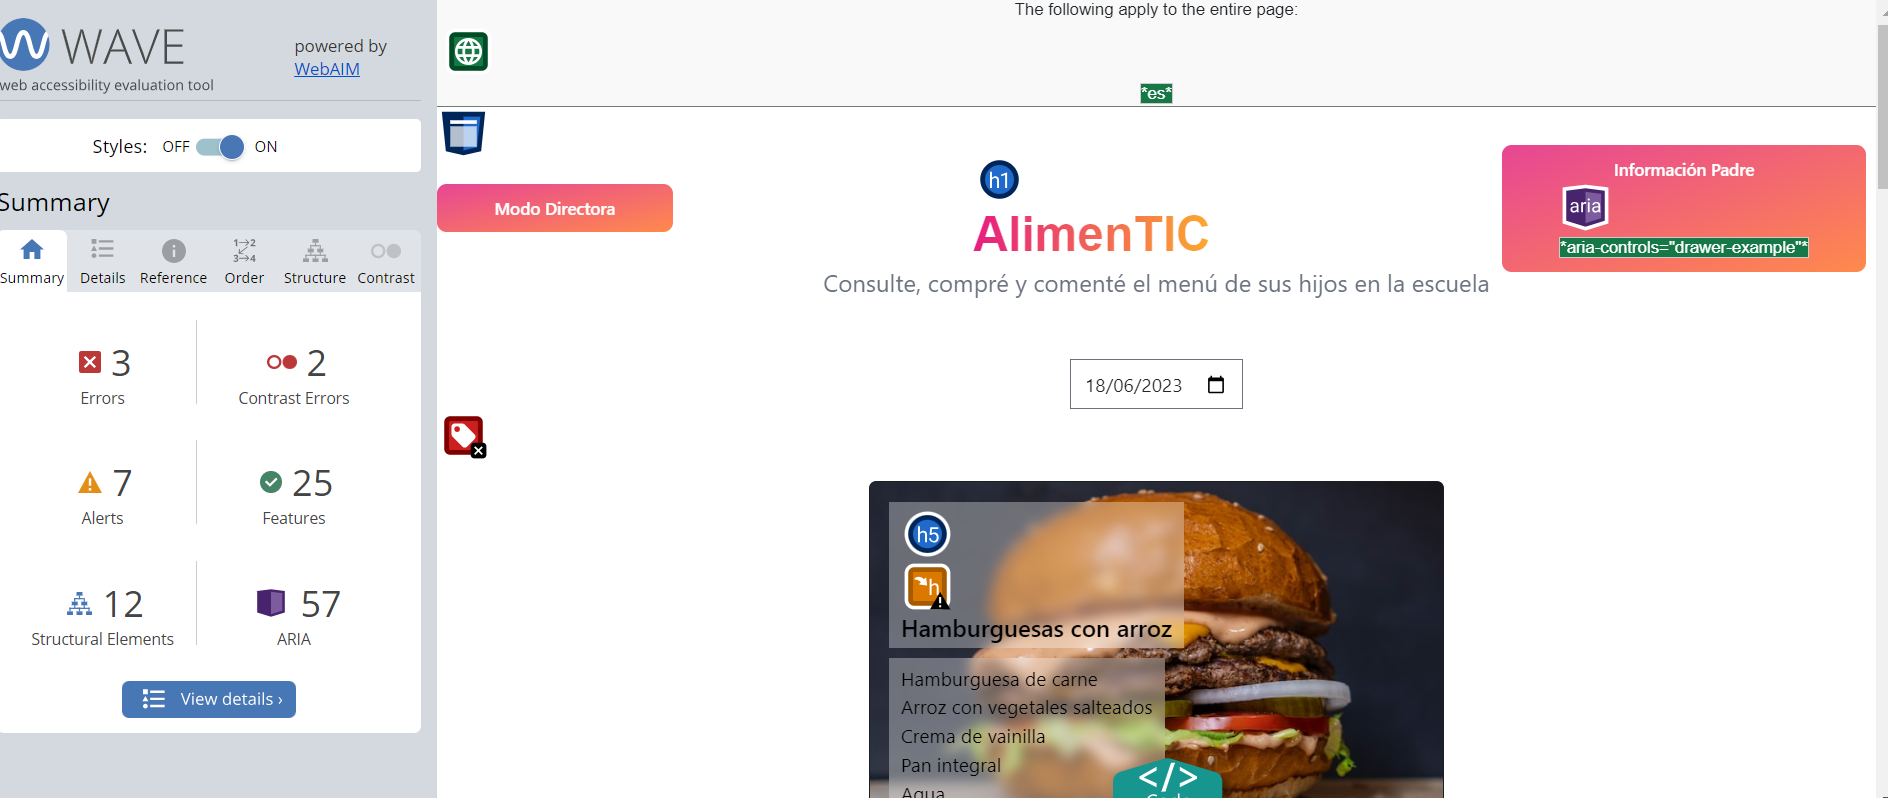 WAVE
web accessibility evaluation tool
powered by
WebAIM
Styles: OFF ON
Summary
Summary Details Reference Order Structure Contrast
3
Errors
2
Contrast Errors
7
Alerts
25
Features
12
Structural Elements
57
ARIA
View details ›
The following apply to the entire page:
*es*
Modo Directora
h1
AlimenTIC
Consulte, compré y comenté el menú de sus hijos en la escuela
Información Padre
aria
*aria-controls="drawer-example"*
18/06/2023
h5
h
Hamburguesas con arroz
Hamburguesa de carne
Arroz con vegetales salteados
Crema de vainilla
Pan integral
Agua
</>